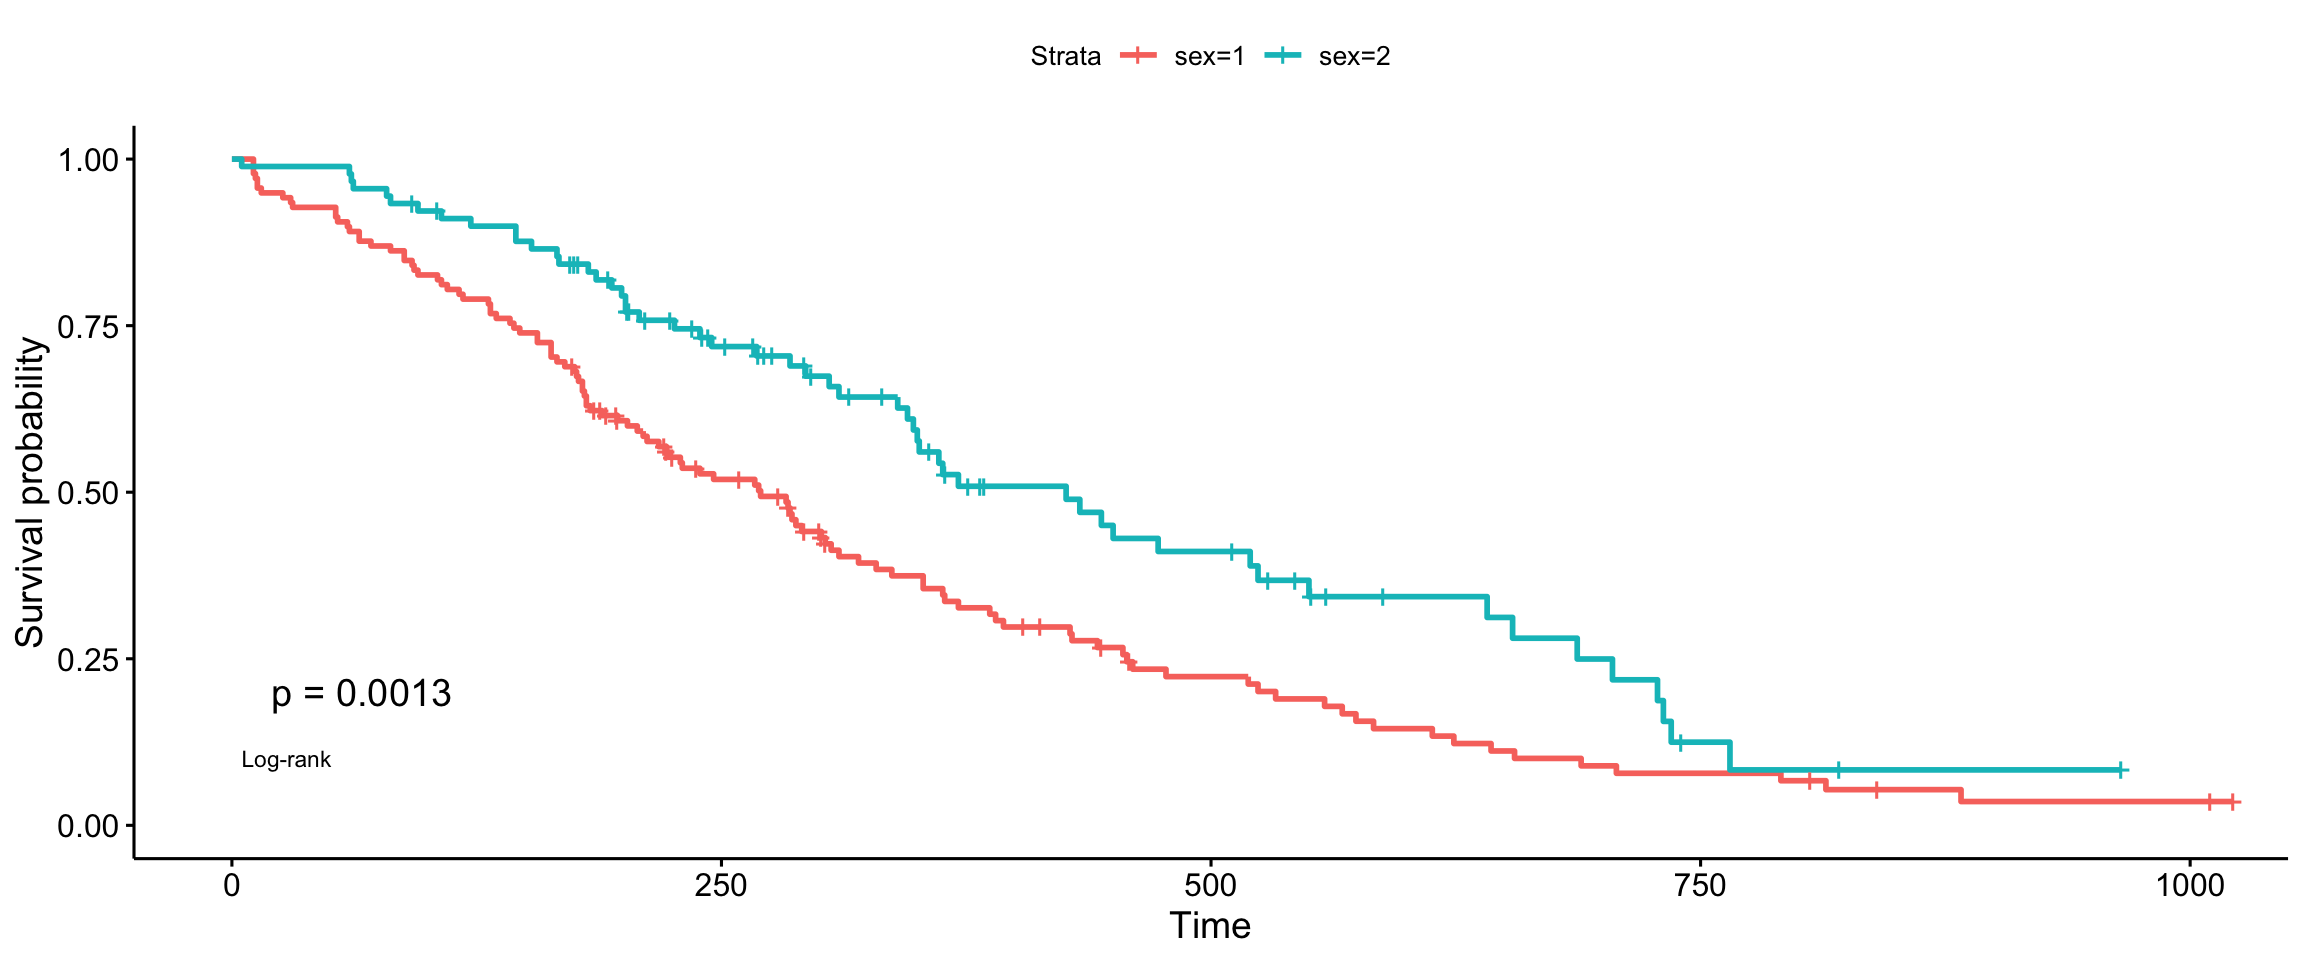 Strata sex=1 sex=2
Survival probability
1.00
0.75
0.50
0.25
0.00
p = 0.0013
Log-rank
0 250 500 750 1000
Time